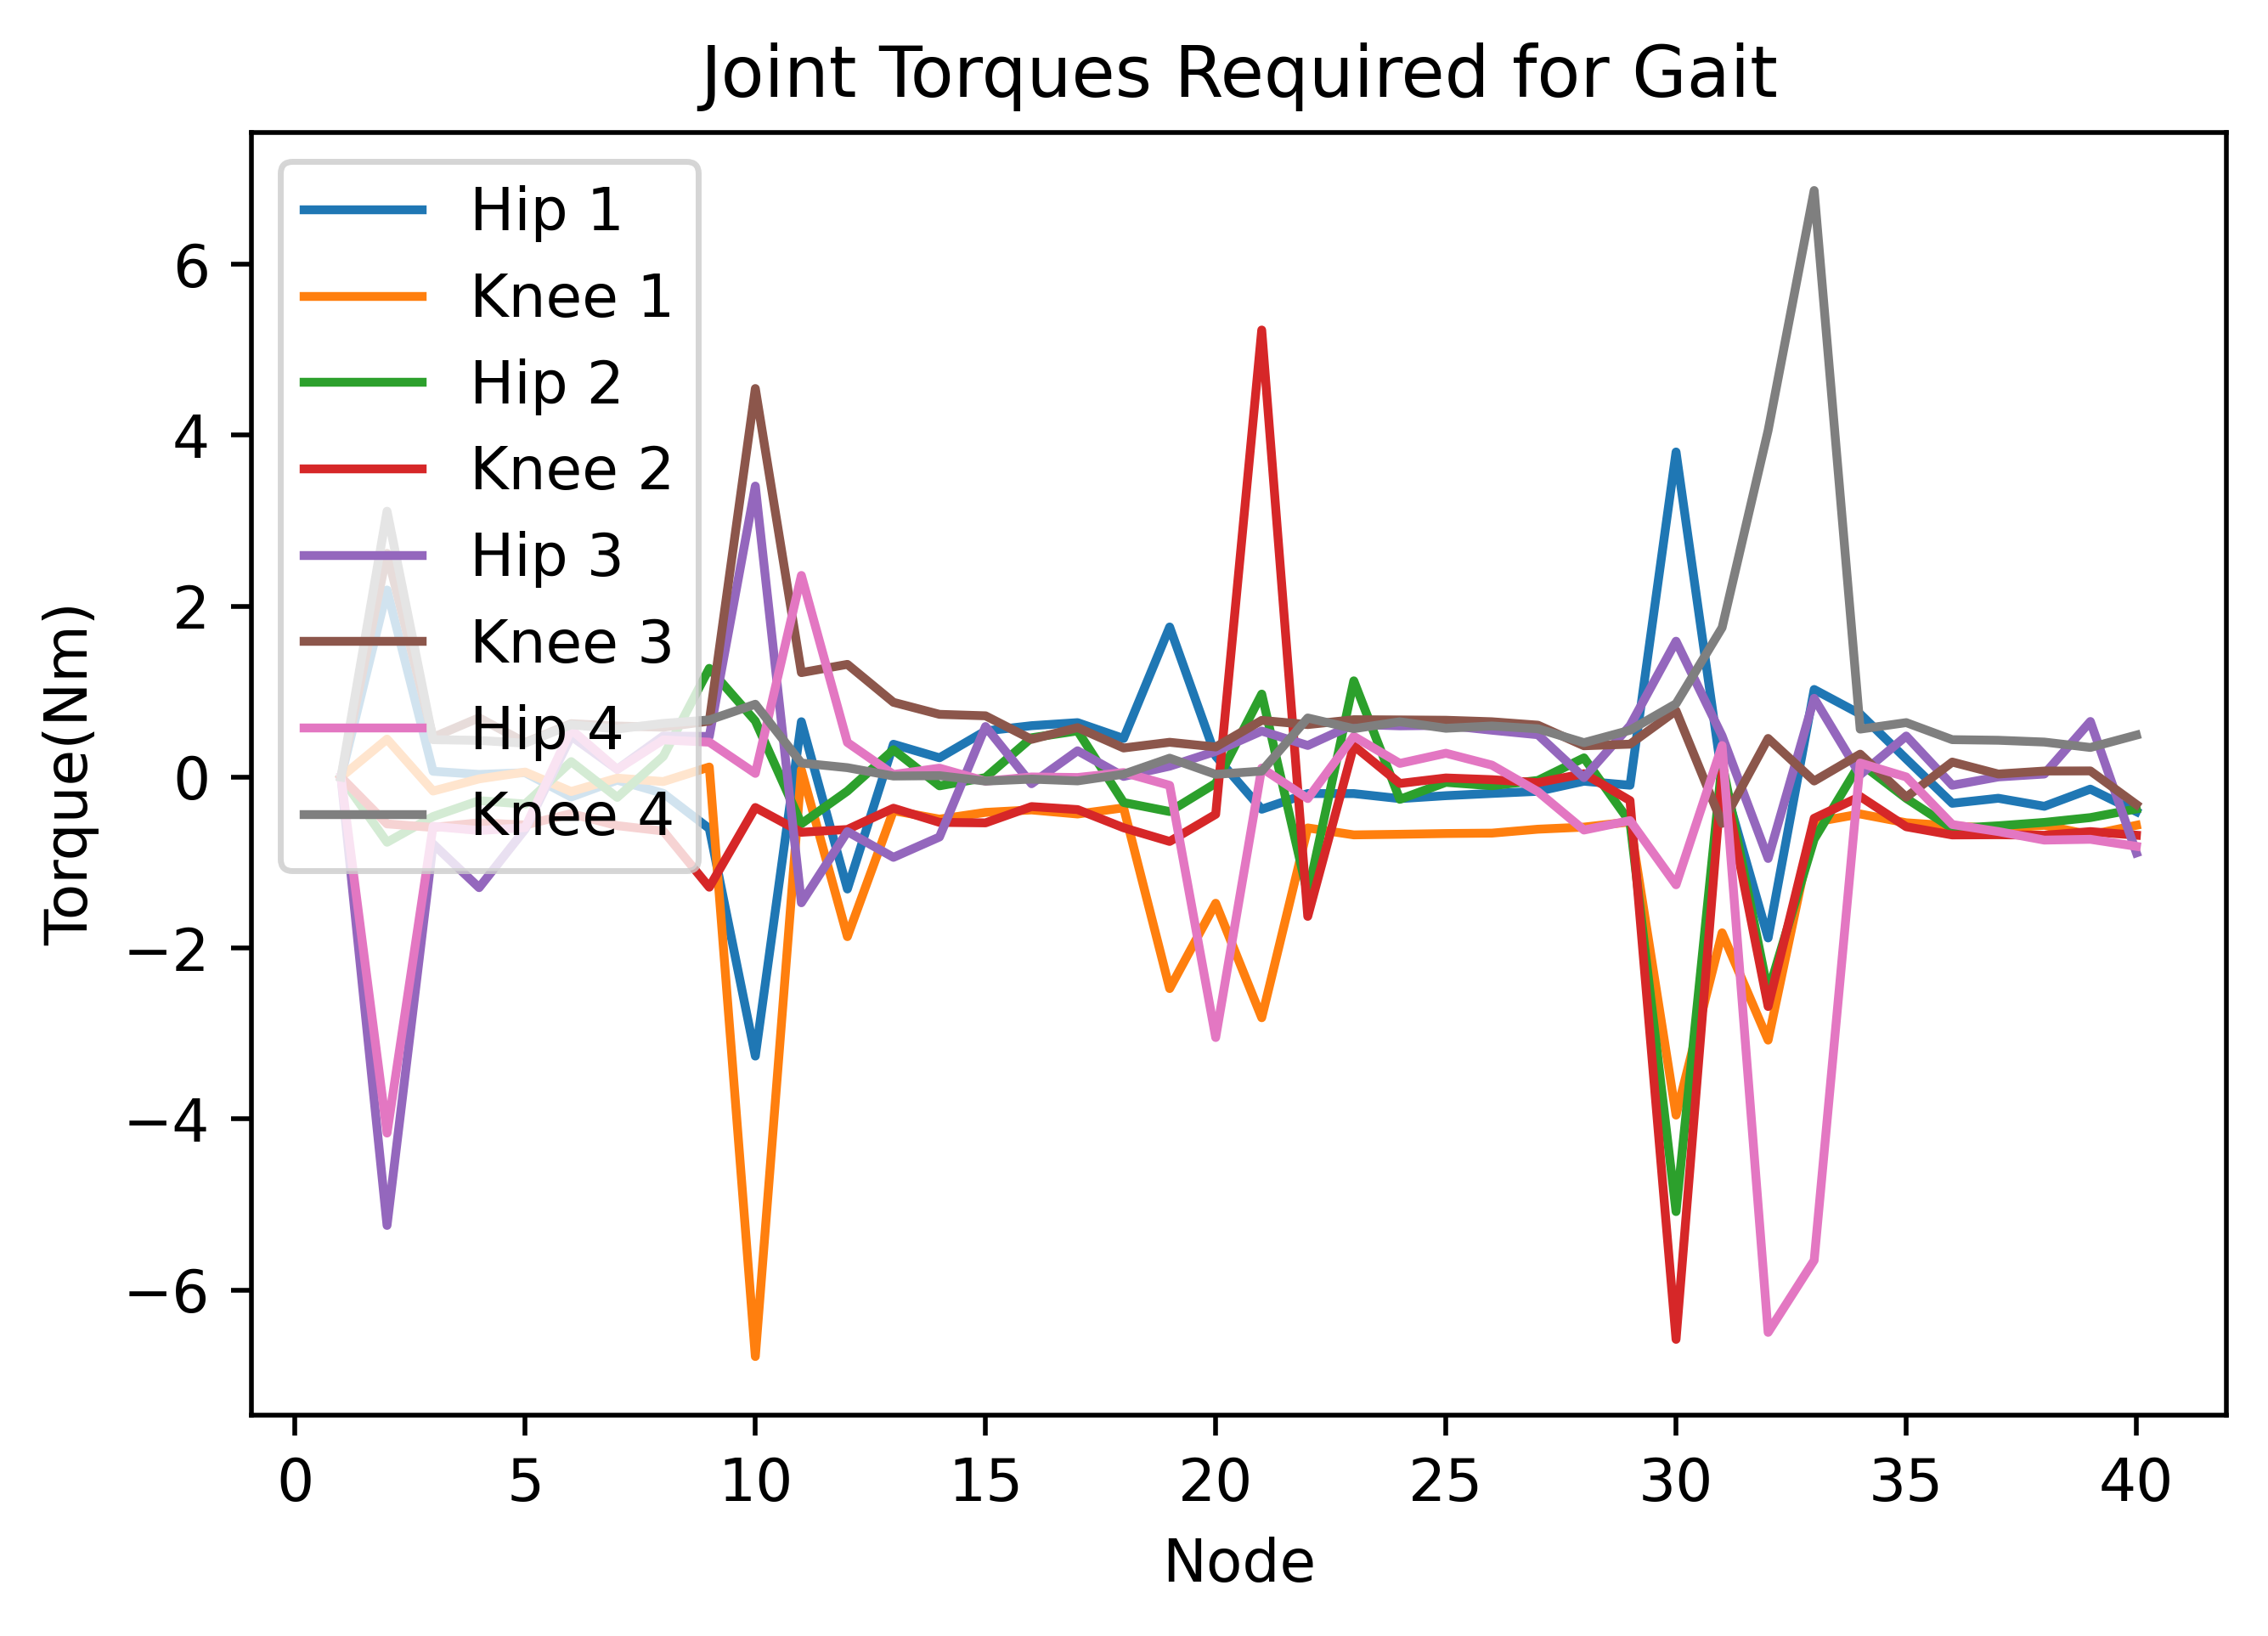 Joint Torques Required for Gait
Hip 1
Knee 1
Hip 2
Knee 2
Hip 3
Knee 3
Hip 4
Knee 4
Torque(Nm)
6
4
2
0
−2
−4
−6
0 5 10 15 20 25 30 35 40
Node